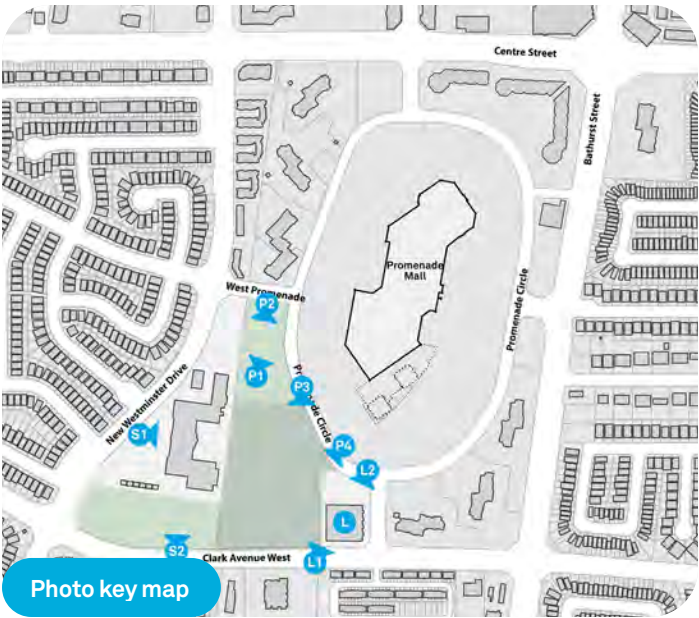 Centre Street
Bathurst Street
Promenade
Mall
West Promenade
P2
Promenade Circle
P1
P3
Promenade Circle
New Westminster Drive
S1
P4
L2
L
S2
Clark Avenue West
L1
Photo key map